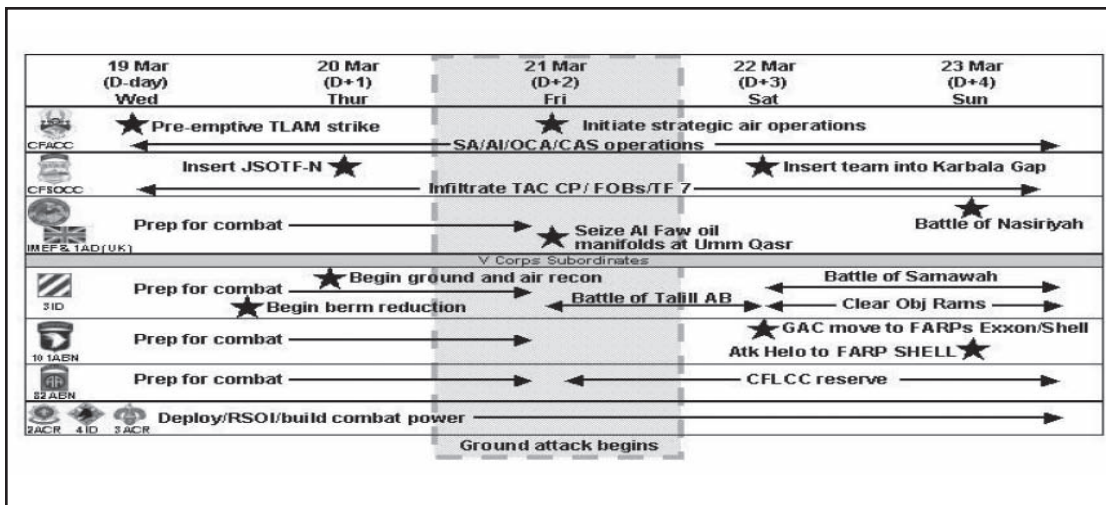 19 Mar 20 Mar 21 Mar 22 Mar 23 Mar
(D-day) (D+1) (D+2) (D+3) (D+4)
Wed Thur Fri Sat Sun
Pre-emptive TLAM strike Initiate strategic air operations
CFACC SA/AI/OCA/CAS operations
Insert JSOTF-N Insert team into Karbala Gap
CFSOCC Infiltrate TAC CP/ FOBs/TF 7
Prep for combat Seize Al Faw oil Battle of Nasiriyah
manifolds at Umm Qasr
IMEF & 1AD(UK)
V Corps Subordinates
Begin ground and air recon Battle of Samawah
Prep for combat Battle of Talill AB
3ID Begin berm reduction Clear Obj Rams
Prep for combat GAC move to FARPs Exxon/Shell
101ABN Atk Helo to FARP SHELL
Prep for combat CFLCC reserve
82ABN
Deploy/RSOI/build combat power
2ACR 4ID 3ACR
Ground attack begins